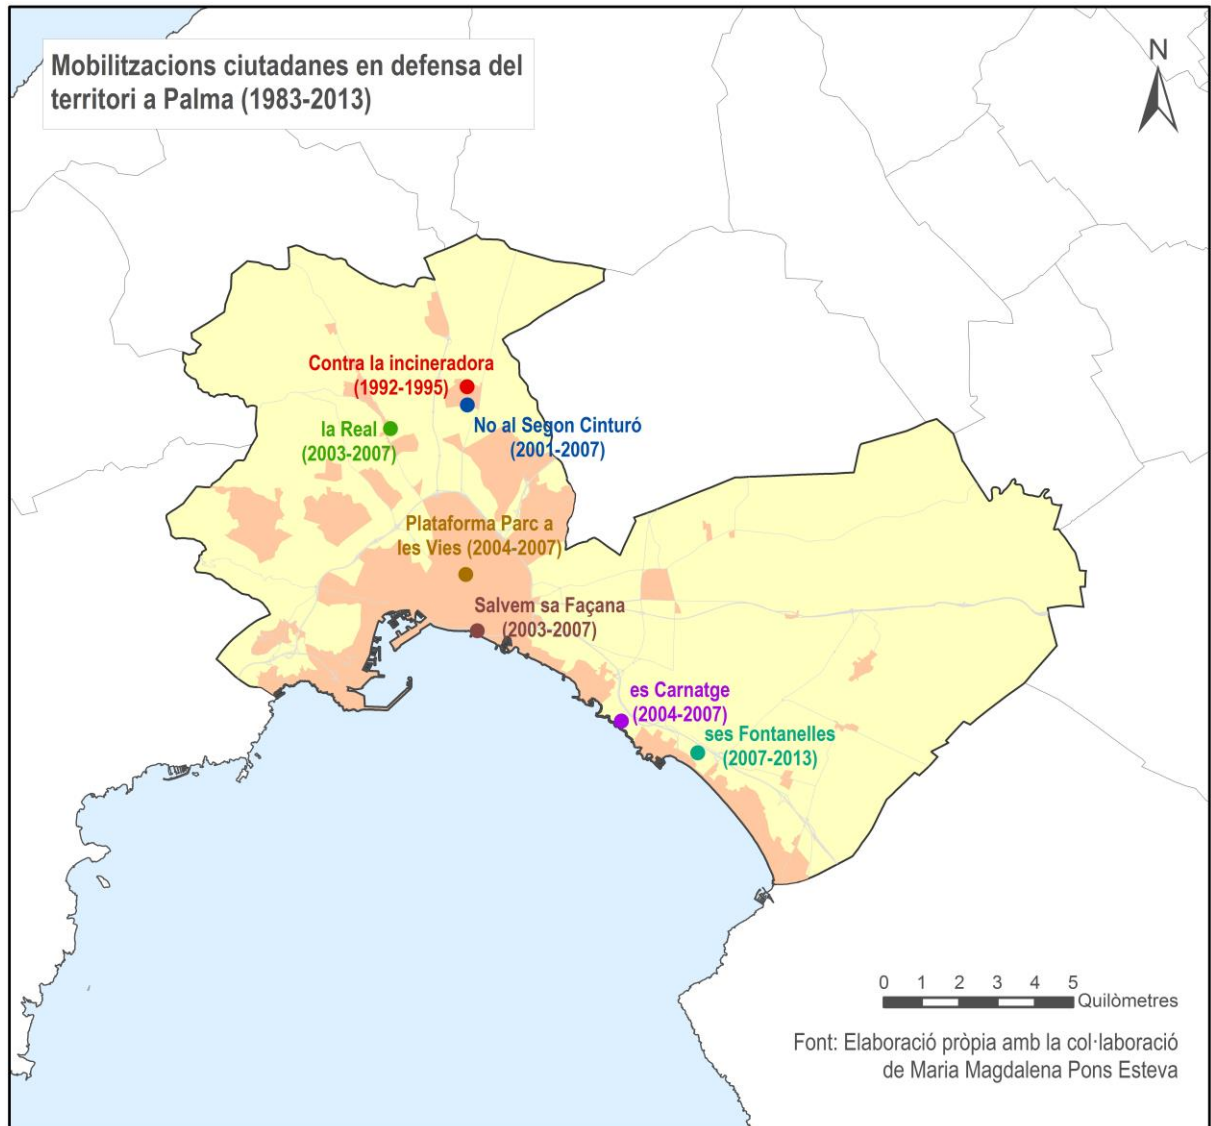 Mobilitzacions ciutadanes en defensa del
territori a Palma (1983-2013)
N
Contra la incineradora
(1992-1995)
No al Segon Cinturó
(2001-2007)
la Real
(2003-2007)
Plataforma Parc a
les Vies (2004-2007)
Salvem sa Façana
(2003-2007)
es Carnatge
(2004-2007)
ses Fontanelles
(2007-2013)
0 1 2 3 4 5
Quilòmetres
Font: Elaboració pròpia amb la col·laboració
de Maria Magdalena Pons Esteva